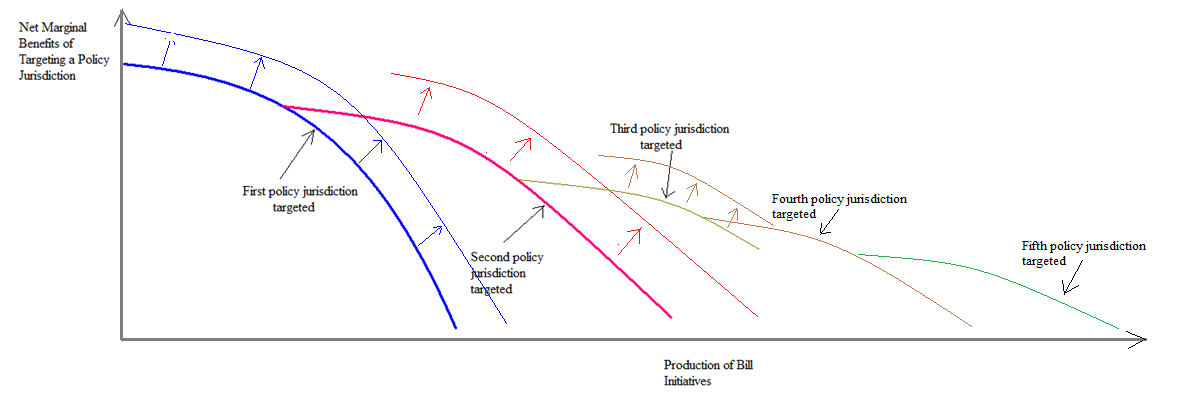 Net Marginal
Benefits of
Targeting a Policy
Jurisdiction
Third policy jurisdiction
targeted
First policy jurisdiction
targeted
Fourth policy jurisdiction
targeted
Second policy
jurisdiction
targeted
Fifth policy jurisdiction
targeted
Production of Bill
Initiatives